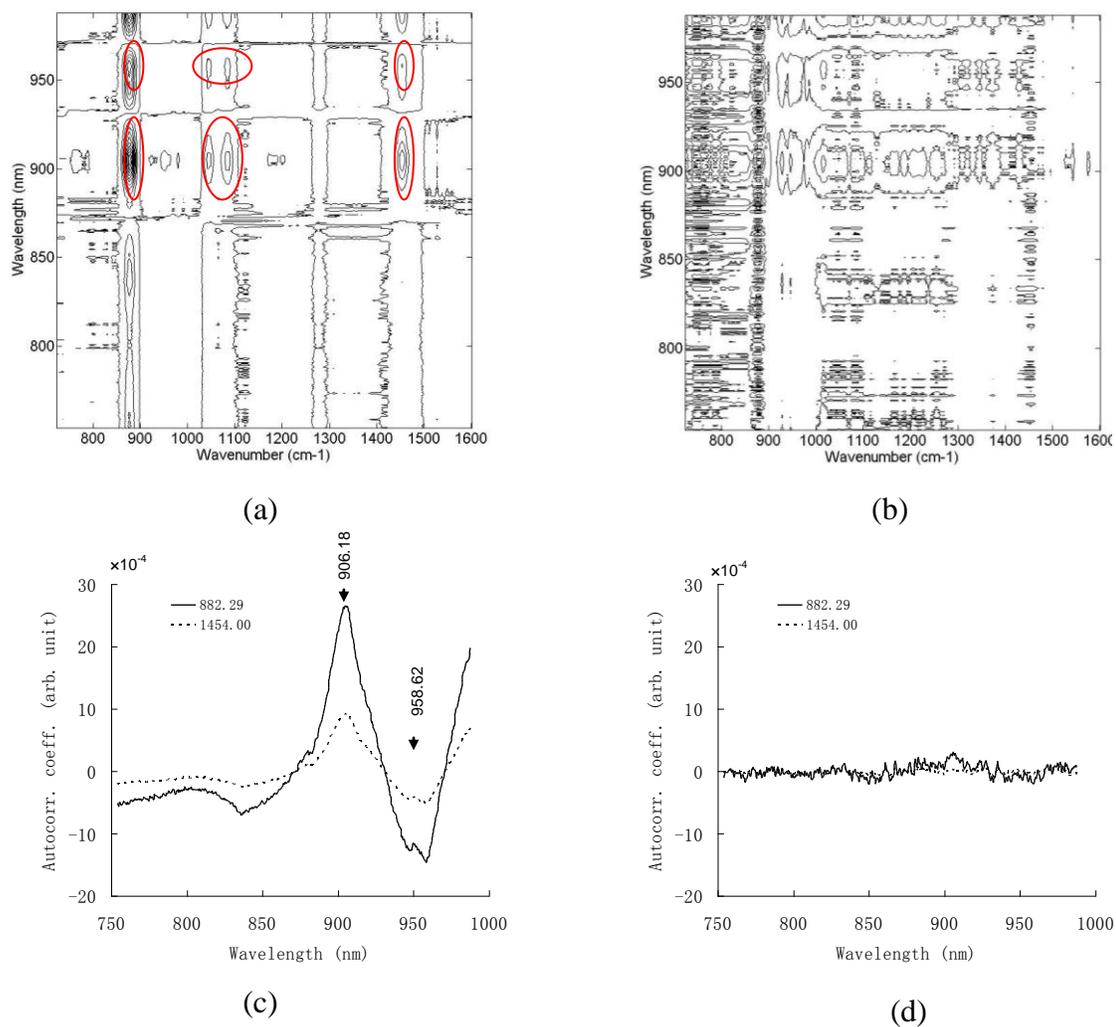 950
900
850
800
Wavelength (nm)
800 900 1000 1100 1200 1300 1400 1500 1600
Wavenumber (cm-1)
(a)
950
900
850
800
Wavelength (nm)
800 900 1000 1100 1200 1300 1400 1500 1600
Wavenumber (cm-1)
(b)
×10-4
906.18
958.62
882.29
1454.00
30
20
10
0
-10
-20
Autocorr. coeff. (arb. unit)
750 800 850 900 950 1000
Wavelength (nm)
(c)
×10-4
882.29
1454.00
30
20
10
0
-10
-20
Autocorr. coeff. (arb. unit)
750 800 850 900 950 1000
Wavelength (nm)
(d)